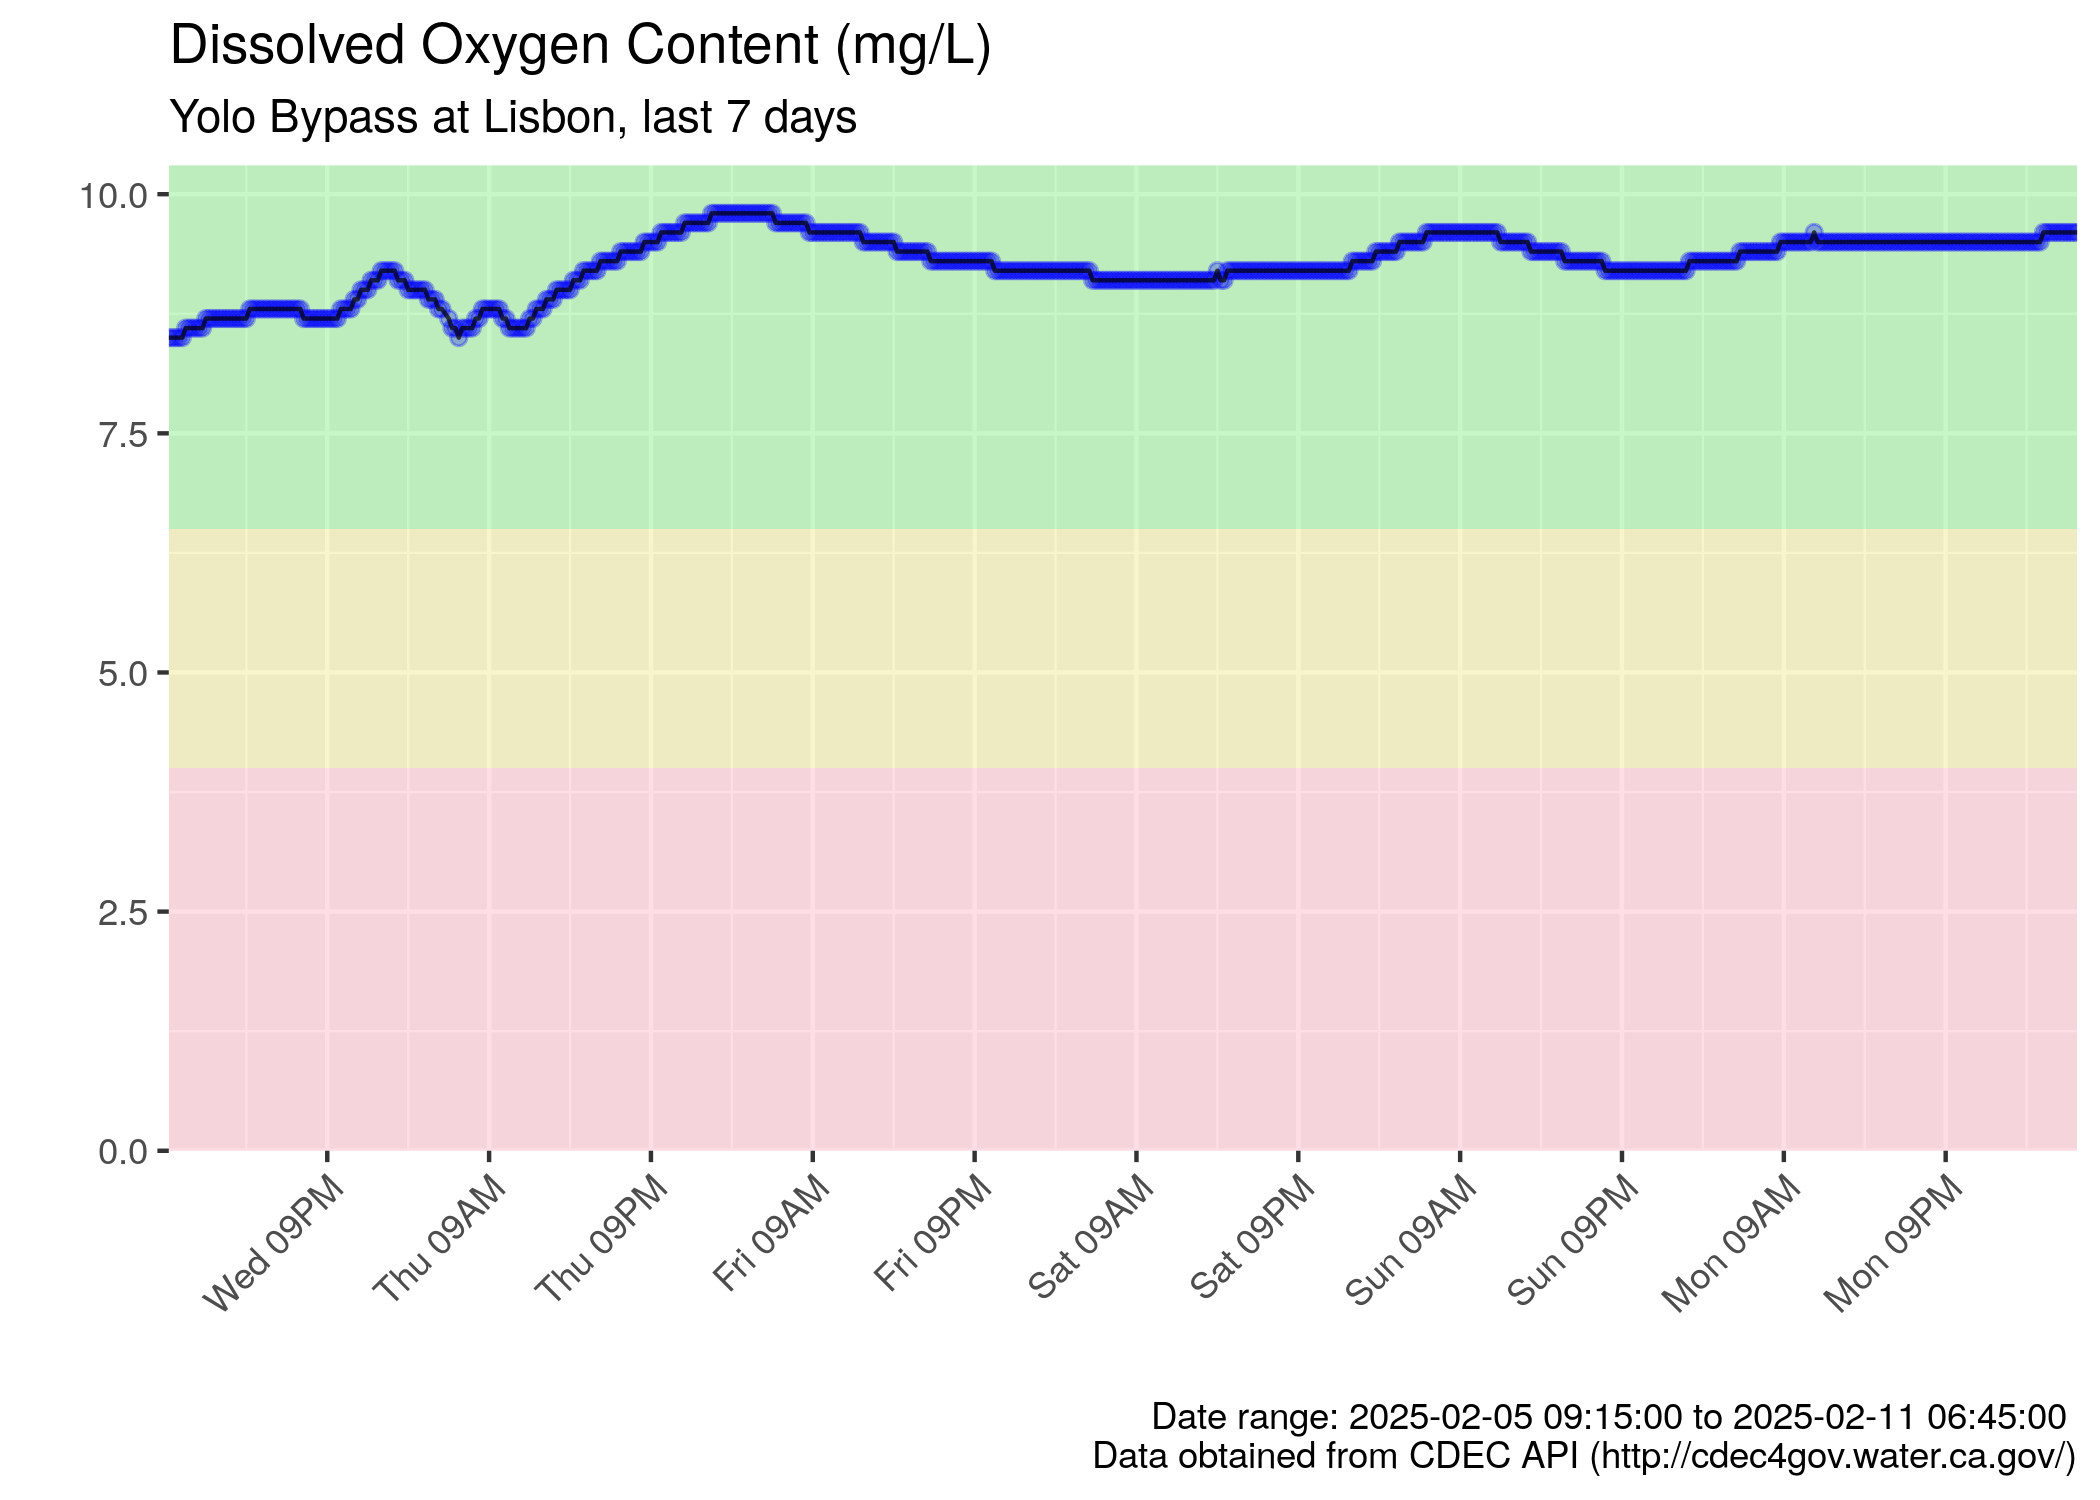 Dissolved Oxygen Content (mg/L)
Yolo Bypass at Lisbon, last 7 days
10.0
7.5
5.0
2.5
0.0
Wed 09PM
Thu 09AM
Thu 09PM
Fri 09AM
Fri 09PM
Sat 09AM
Sat 09PM
Sun 09AM
Sun 09PM
Mon 09AM
Mon 09PM
Date range: 2025-02-05 09:15:00 to 2025-02-11 06:45:00
Data obtained from CDEC API (http://cdec4gov.water.ca.gov/)